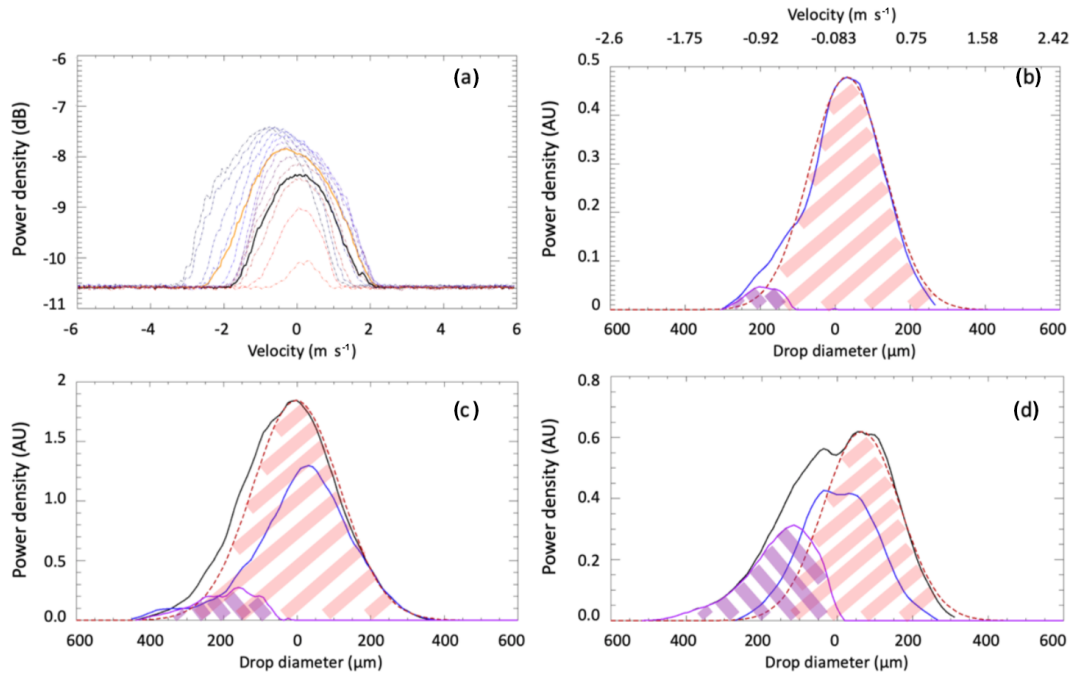 (a)
Power density (dB)
-6
-7
-8
-9
-10
-11
-6 -4 -2 0 2 4 6
Velocity (m s-1)
Velocity (m s-1)
-2.6 -1.75 -0.92 -0.083 0.75 1.58 2.42
(b)
Power density (AU)
0.5
0.4
0.3
0.2
0.1
0
600 400 200 0 200 400 600
Drop diameter (µm)
(c)
Power density (AU)
2
1.5
1.0
0.5
0.0
600 400 200 0 200 400 600
Drop diameter (µm)
(d)
Power density (AU)
0.8
0.6
0.4
0.2
0.0
600 400 200 0 200 400 600
Drop diameter (µm)